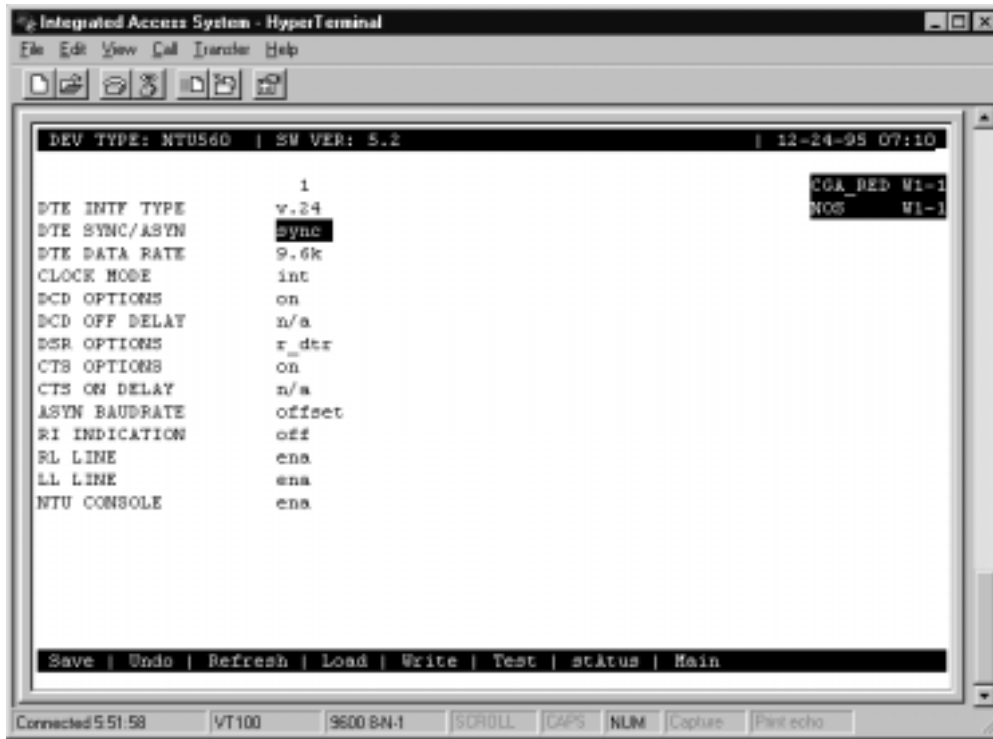 Integrated Access System - HyperTerminal
File Edit View Call Transfer Help
DEV TYPE: NTU560 | SW VER: 5.2 | 12-24-95 07:10
1 CGA_RED W1-1
DTE INTF TYPE v.24 NOS W1-1
DTE SYNC/ASYN sync
DTE DATA RATE 9.6k
CLOCK MODE int
DCD OPTIONS on
DCD OFF DELAY n/a
DSR OPTIONS r_dtr
CTS OPTIONS on
CTS ON DELAY n/a
ASYN BAUDRATE offset
RI INDICATION off
RL LINE ena
LL LINE ena
NTU CONSOLE ena
Save | Undo | Refresh | Load | Write | Test | stAtus | Main
Connected 5:51:58 VT100 9600 8-N-1 SCROLL CAPS NUM Capture Print echo